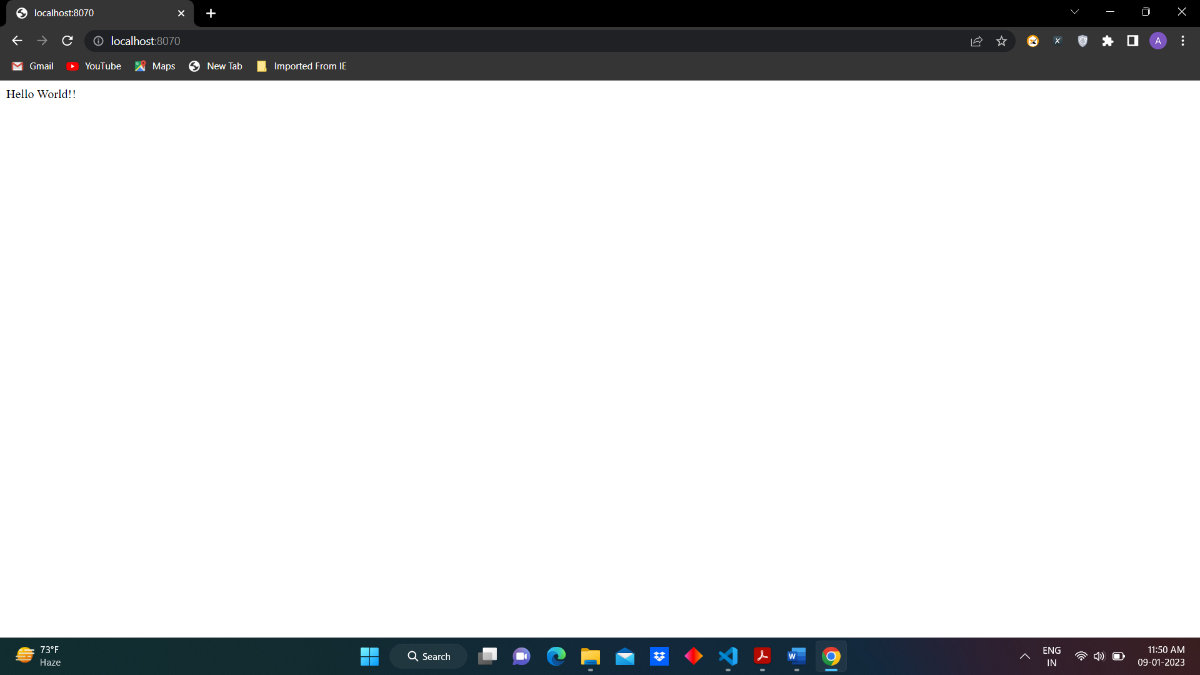 localhost:8070
localhost:8070
A
Gmail YouTube Maps New Tab Imported From IE
Hello World!!
73°F
Haze
Search
W
ENG
IN
11:50 AM
09-01-2023